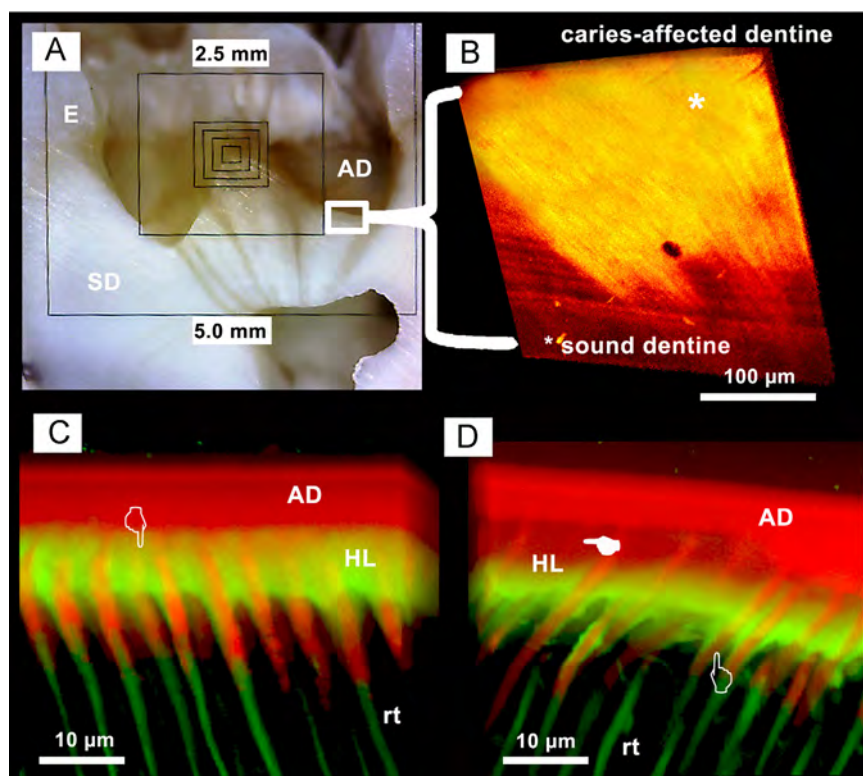 A
2.5 mm
E
AD
SD
5.0 mm
caries-affected dentine
B
*
* sound dentine
100 µm
C
AD
HL
rt
10 µm
D
AD
HL
rt
10 µm